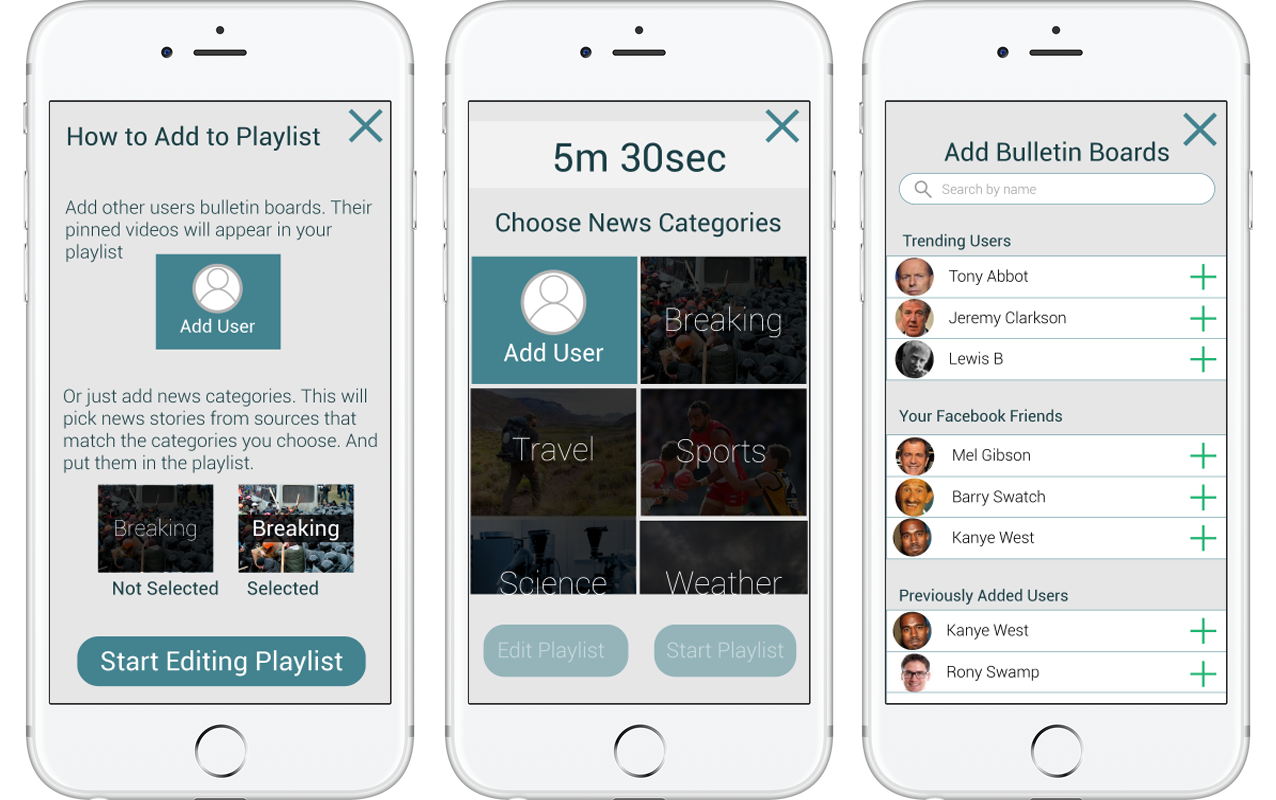 How to Add to Playlist
Add other users bulletin boards. Their
pinned videos will appear in your
playlist
Add User
Or just add news categories. This will
pick news stories from sources that
match the categories you choose. And
put them in the playlist.
Breaking
Breaking
Not Selected
Selected
Start Editing Playlist
5m 30sec
Choose News Categories
Add User
Breaking
Travel
Sports
Science
Weather
Edit Playlist
Start Playlist
Add Bulletin Boards
Search by name
Trending Users
Tony Abbot
Jeremy Clarkson
Lewis B
Your Facebook Friends
Mel Gibson
Barry Swatch
Kanye West
Previously Added Users
Kanye West
Rony Swamp